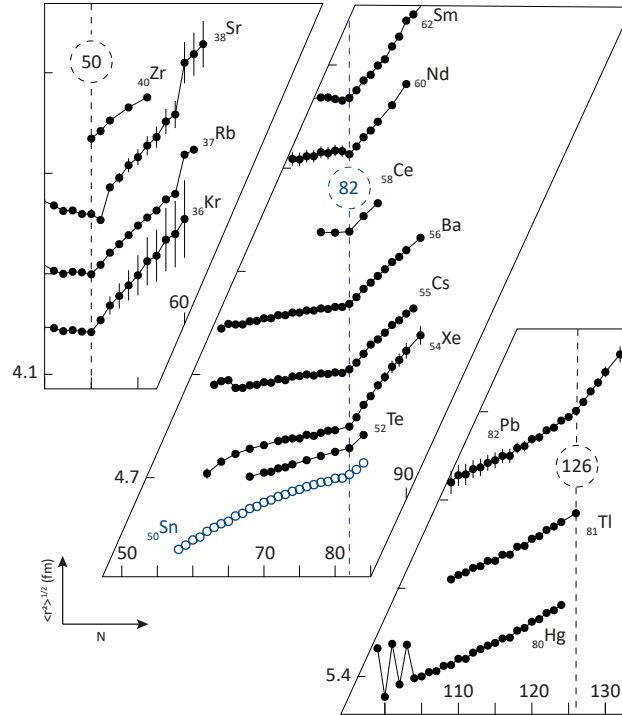 38Sr
50
40Zr
37Rb
36Kr
60
4.1
62Sm
60Nd
82
58Ce
56Ba
55Cs
54Xe
52Te
4.7
90
50Sn
50
70
82
82Pb
126
81Tl
80Hg
5.4
110
120
130
<r²>1/2 (fm)
N